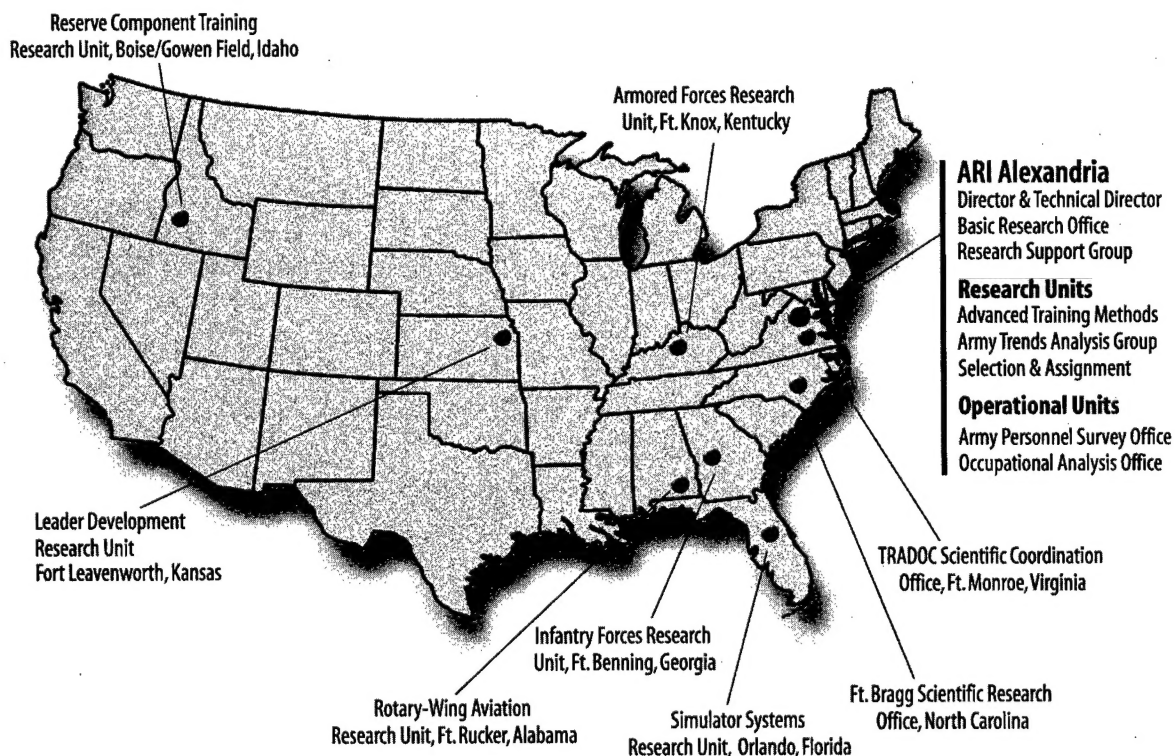 Reserve Component Training
Research Unit, Boise/Gowen Field, Idaho
Armored Forces Research
Unit, Ft. Knox, Kentucky
ARI Alexandria
Director & Technical Director
Basic Research Office
Research Support Group
Research Units
Advanced Training Methods
Army Trends Analysis Group
Selection & Assignment
Operational Units
Army Personnel Survey Office
Occupational Analysis Office
Leader Development
Research Unit
Fort Leavenworth, Kansas
TRADOC Scientific Coordination
Office, Ft. Monroe, Virginia
Infantry Forces Research
Unit, Ft. Benning, Georgia
Ft. Bragg Scientific Research
Office, North Carolina
Rotary-Wing Aviation
Research Unit, Ft. Rucker, Alabama
Simulator Systems
Research Unit, Orlando, Florida